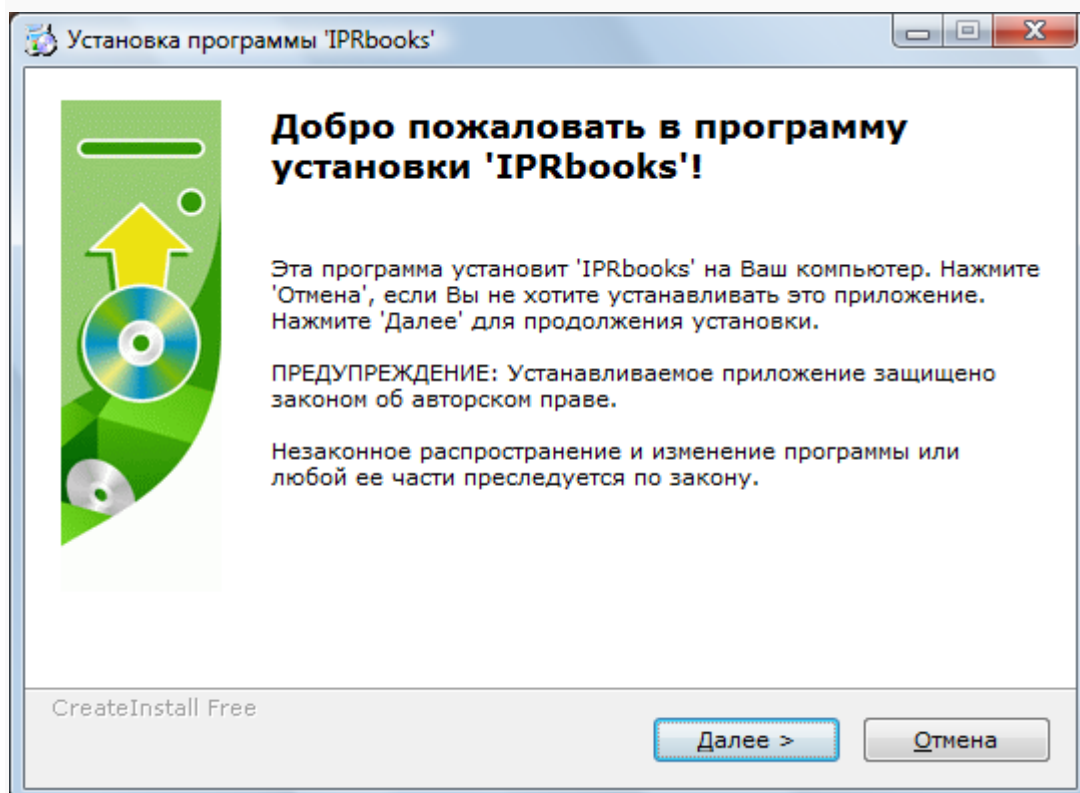 Установка программы 'IPRbooks'
Добро пожаловать в программу
установки 'IPRbooks'!
Эта программа установит 'IPRbooks' на Ваш компьютер. Нажмите
'Отмена', если Вы не хотите устанавливать это приложение.
Нажмите 'Далее' для продолжения установки.
ПРЕДУПРЕЖДЕНИЕ: Устанавливаемое приложение защищено
законом об авторском праве.
Незаконное распространение и изменение программы или
любой ее части преследуется по закону.
CreateInstall Free
Далее >
Отмена